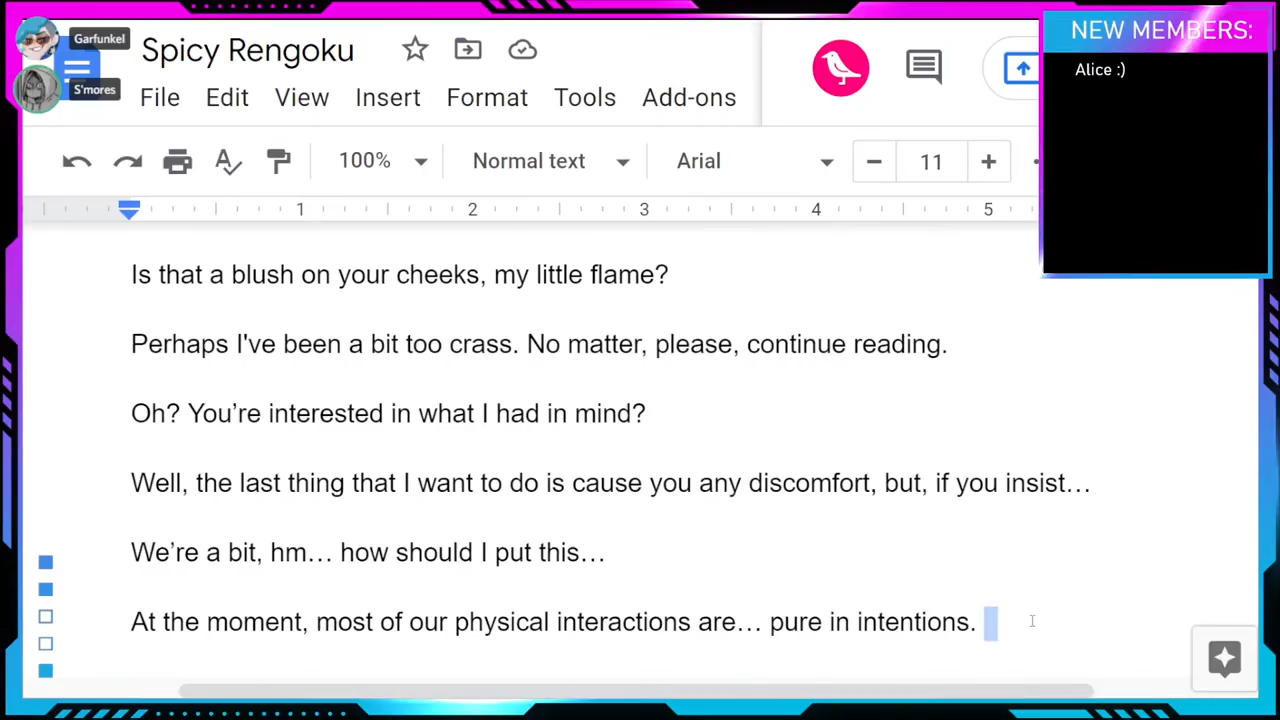 Garfunkel
S'mores
Spicy Rengoku
NEW MEMBERS:
Alice :)
File Edit View Insert Format Tools Add-ons
100% Normal text Arial 11
1 2 3 4 5
Is that a blush on your cheeks, my little flame?
Perhaps I've been a bit too crass. No matter, please, continue reading.
Oh? You’re interested in what I had in mind?
Well, the last thing that I want to do is cause you any discomfort, but, if you insist…
We’re a bit, hm… how should I put this…
At the moment, most of our physical interactions are… pure in intentions.